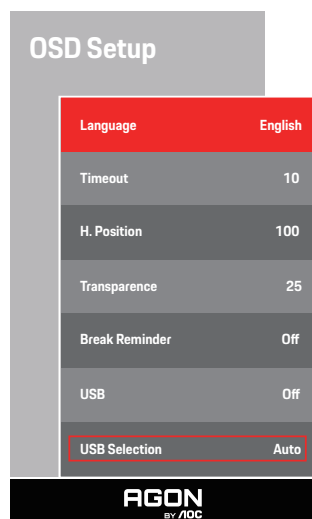 OSD Setup
Language English
Timeout 10
H. Position 100
Transparence 25
Break Reminder Off
USB Off
USB Selection Auto
AGON
BY AOC